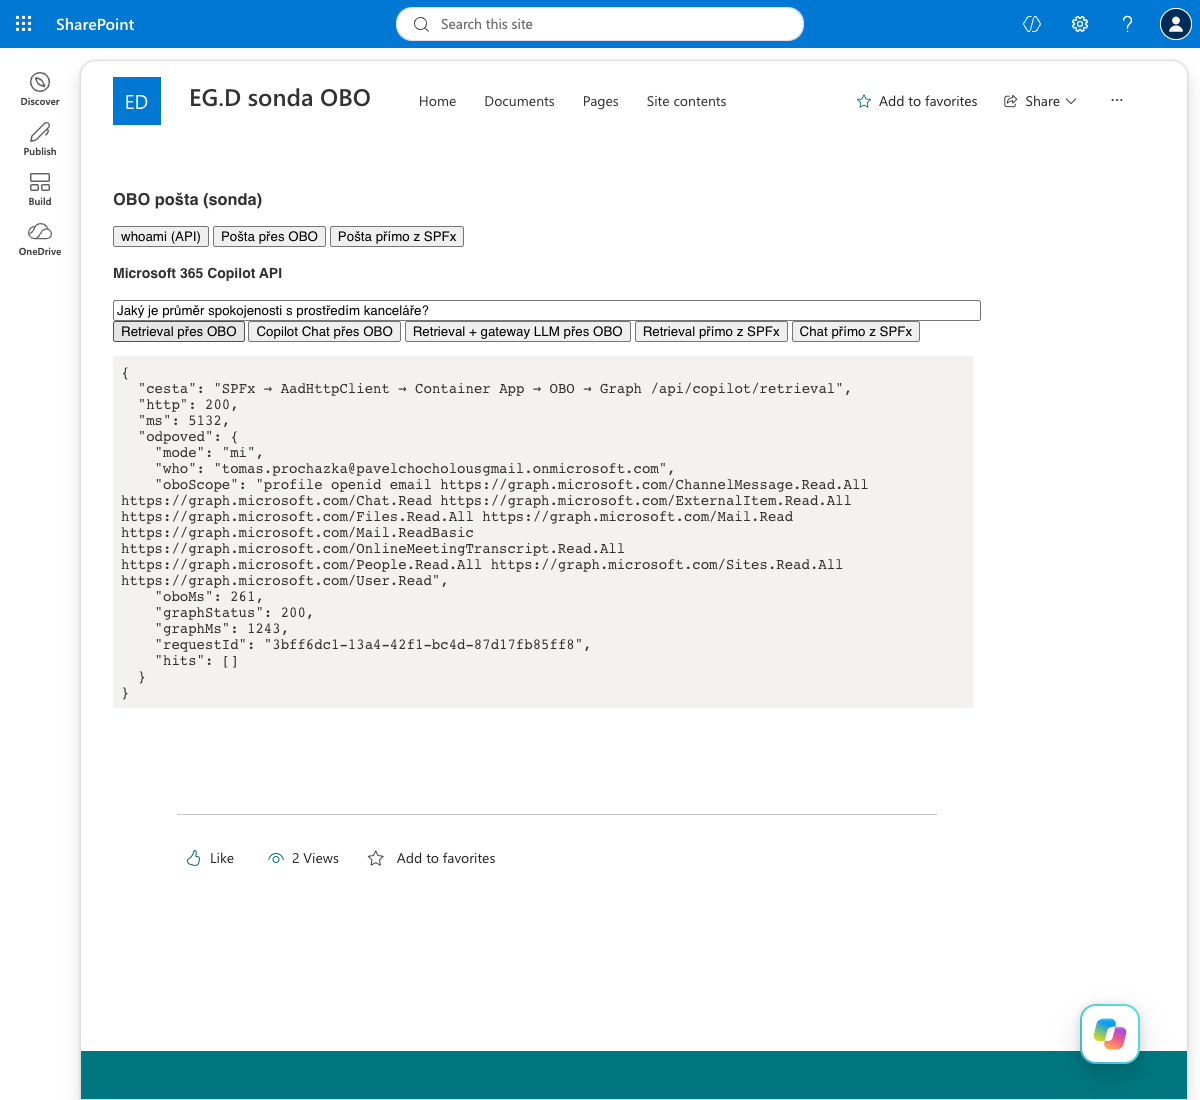 SharePoint
Search this site
Discover
Publish
Build
OneDrive
ED
EG.D sonda OBO
Home
Documents
Pages
Site contents
Add to favorites
Share
OBO pošta (sonda)
whoami (API)
Pošta přes OBO
Pošta přímo z SPFx
Microsoft 365 Copilot API
Jaký je průměr spokojenosti s prostředím kanceláře?
Retrieval přes OBO
Copilot Chat přes OBO
Retrieval + gateway LLM přes OBO
Retrieval přímo z SPFx
Chat přímo z SPFx
{
"cesta": "SPFx → AadHttpClient → Container App → OBO → Graph /api/copilot/retrieval",
"http": 200,
"ms": 5132,
"odpoved": {
"mode": "mi",
"who": "tomas.prochazka@pavelchocholousgmail.onmicrosoft.com",
"oboScope": "profile openid email https://graph.microsoft.com/ChannelMessage.Read.All
https://graph.microsoft.com/Chat.Read https://graph.microsoft.com/ExternalItem.Read.All
https://graph.microsoft.com/Files.Read.All https://graph.microsoft.com/Mail.Read
https://graph.microsoft.com/Mail.ReadBasic
https://graph.microsoft.com/OnlineMeetingTranscript.Read.All
https://graph.microsoft.com/People.Read.All https://graph.microsoft.com/Sites.Read.All
https://graph.microsoft.com/User.Read",
"oboMs": 261,
"graphStatus": 200,
"graphMs": 1243,
"requestId": "3bff6dc1-13a4-42f1-bc4d-87d17fb85ff8",
"hits": []
}
}
Like
2 Views
Add to favorites